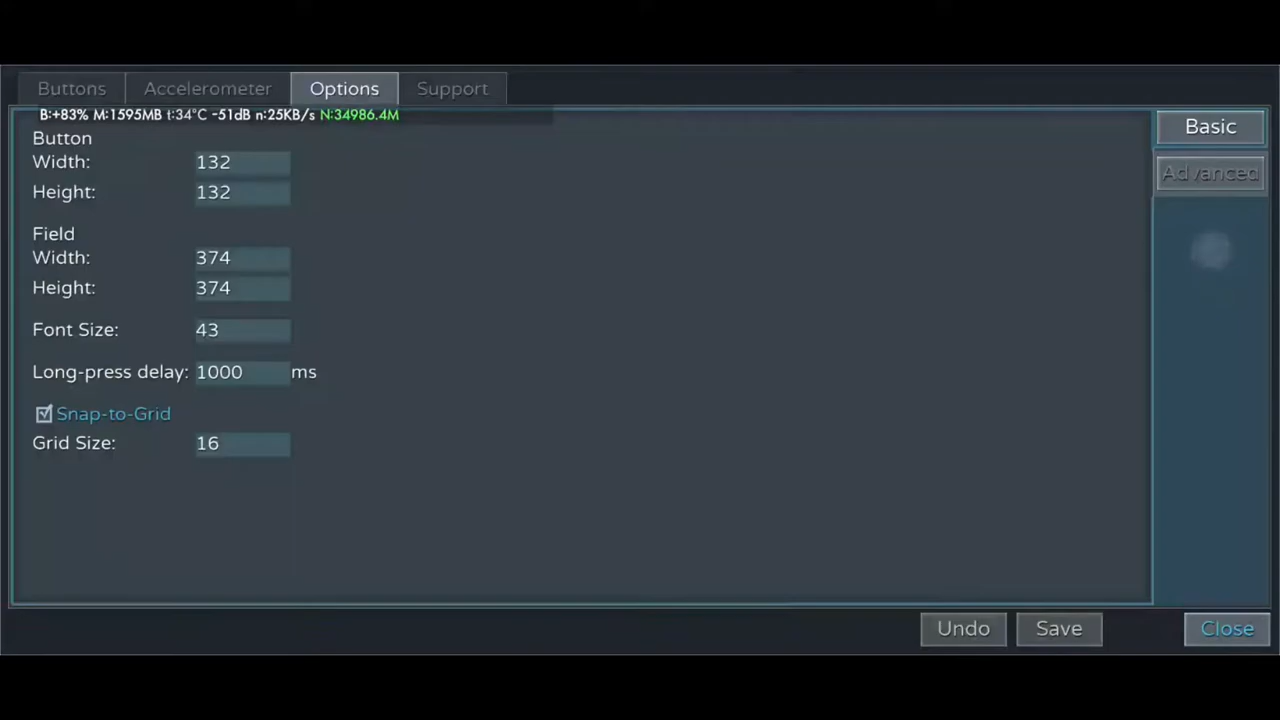 Buttons Accelerometer Options Support
B:+83% M:1595MB t:34°C -51dB n:25KB/s N:34986.4M
Basic
Button
Width: 132
Advanced
Height: 132
Field
Width: 374
Height: 374
Font Size: 43
Long-press delay: 1000 ms
Snap-to-Grid
Grid Size: 16
Undo Save Close